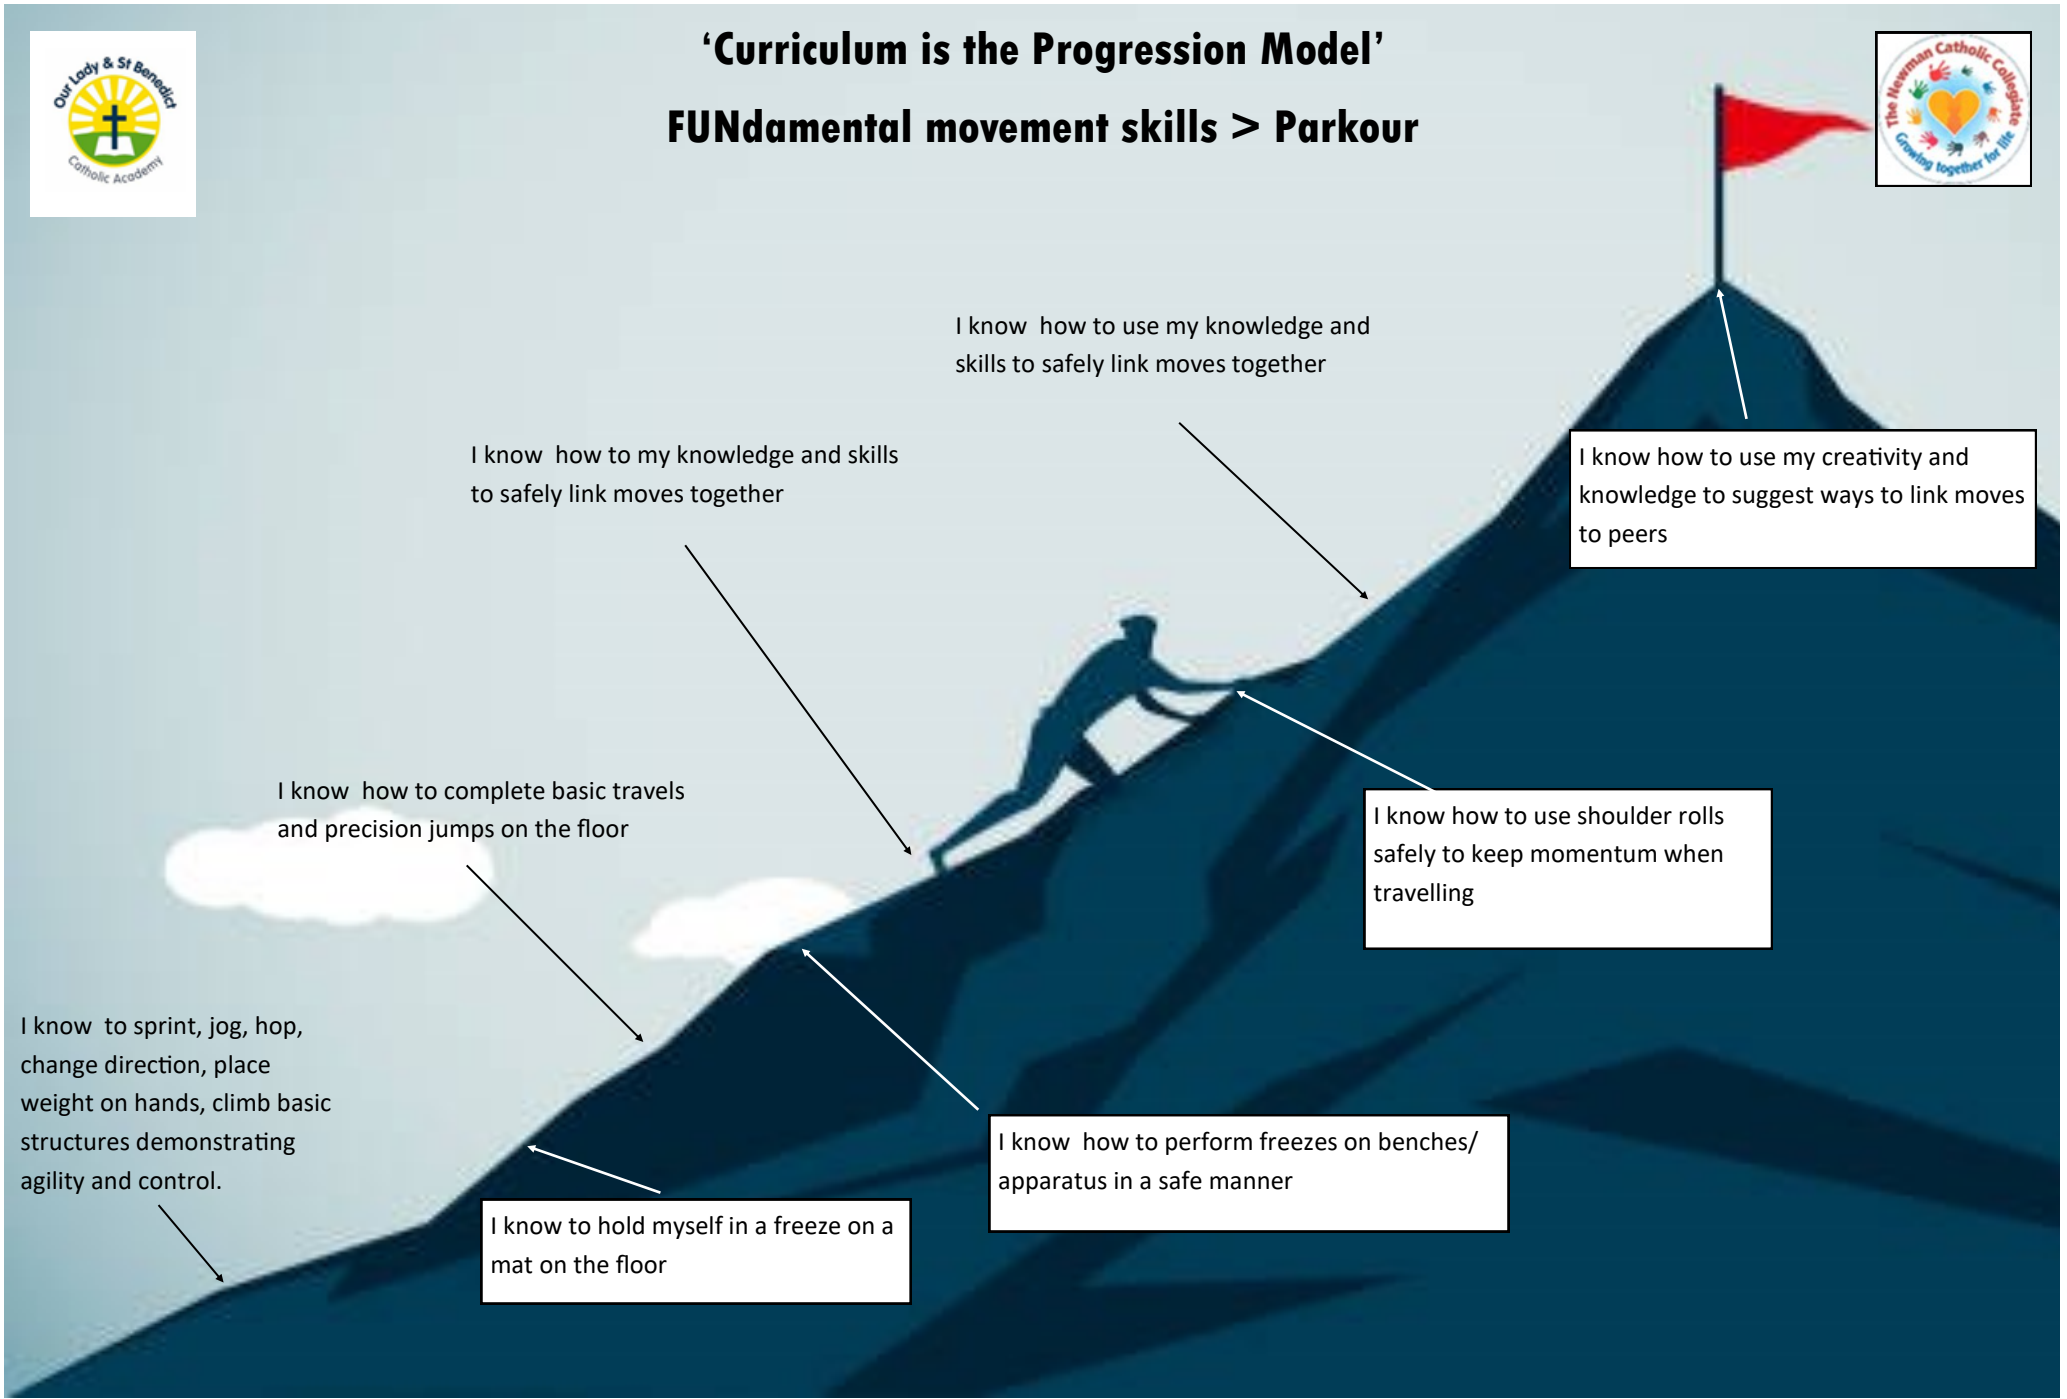 ‘Curriculum is the Progression Model’
FUNdamental movement skills > Parkour
Our Lady & St Benedict
Catholic Academy
The Newman Catholic Collegiate
Growing together for life
I know  how to use my knowledge and
skills to safely link moves together
I know  how to my knowledge and skills
to safely link moves together
I know how to use my creativity and
knowledge to suggest ways to link moves
to peers
I know  how to complete basic travels
and precision jumps on the floor
I know how to use shoulder rolls
safely to keep momentum when
travelling
I know  to sprint, jog, hop,
change direction, place
weight on hands, climb basic
structures demonstrating
agility and control.
I know  how to perform freezes on benches/
apparatus in a safe manner
I know to hold myself in a freeze on a
mat on the floor